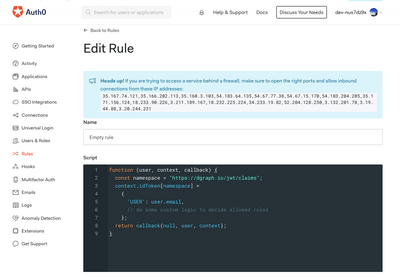 Auth0
Search for users or applications
Help & Support
Docs
Discuss Your Needs
dev-nus7dz9x
Getting Started
Activity
Applications
APIs
SSO Integrations
Connections
Universal Login
Users & Roles
Rules
Hooks
Multifactor Auth
Emails
Logs
Anomaly Detection
Extensions
Get Support
← Back to Rules
Edit Rule
Heads up! If you are trying to access a service behind a firewall, make sure to open the right ports and allow inbound
connections from these IP addresses:
35.167.74.121,35.166.202.113,35.160.3.103,54.183.64.135,54.67.77.38,54.67.15.170,54.183.204.205,35.1
71.156.124,18.233.90.226,3.211.189.167,18.232.225.224,34.233.19.82,52.204.128.250,3.132.201.78,3.19.
44.88,3.20.244.231
Name
Empty rule
Script
1 function (user, context, callback) {
2 const namespace = "https://dgraph.io/jwt/claims";
3 context.idToken[namespace] =
4 {
5 'USER': user.email,
6 // do some custom logic to decide allowed roles
7 };
8 return callback(null, user, context);
9 }